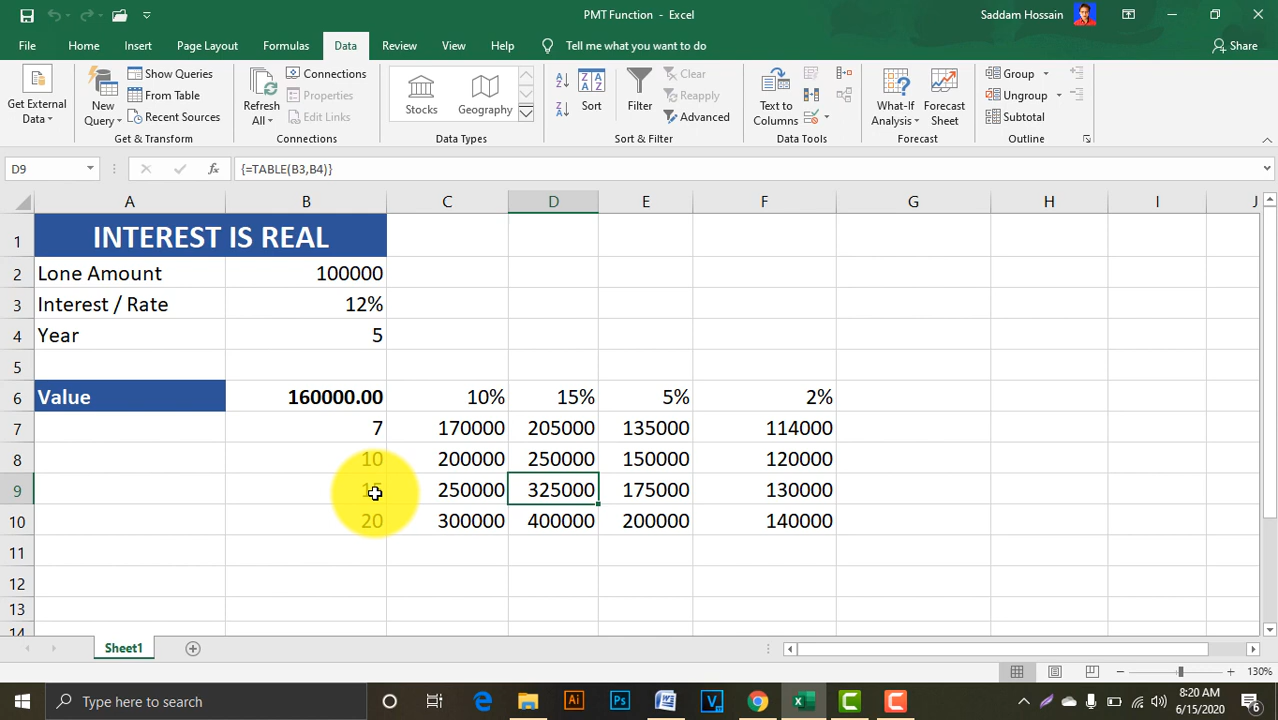 PMT Function - Excel
Saddam Hossain
File Home Insert Page Layout Formulas Data Review View Help Tell me what you want to do Share
Get External Data
New Query
Show Queries
From Table
Recent Sources
Get & Transform
Refresh All
Connections
Properties
Edit Links
Connections
Stocks
Geography
Data Types
Sort
Filter
Clear
Reapply
Advanced
Sort & Filter
Text to Columns
Data Tools
What-If Analysis
Forecast Sheet
Forecast
Group
Ungroup
Subtotal
Outline
D9 fx {=TABLE(B3,B4)}
A B C D E F G H I J
1 INTEREST IS REAL
2 Lone Amount 100000
3 Interest / Rate 12%
4 Year 5
5
6 Value 160000.00 10% 15% 5% 2%
7 7 170000 205000 135000 114000
8 10 200000 250000 150000 120000
9 15 250000 325000 175000 130000
10 20 300000 400000 200000 140000
11
12
13
14
Sheet1
130%
Type here to search
Ai Ps W V
8:20 AM
6/15/2020
6